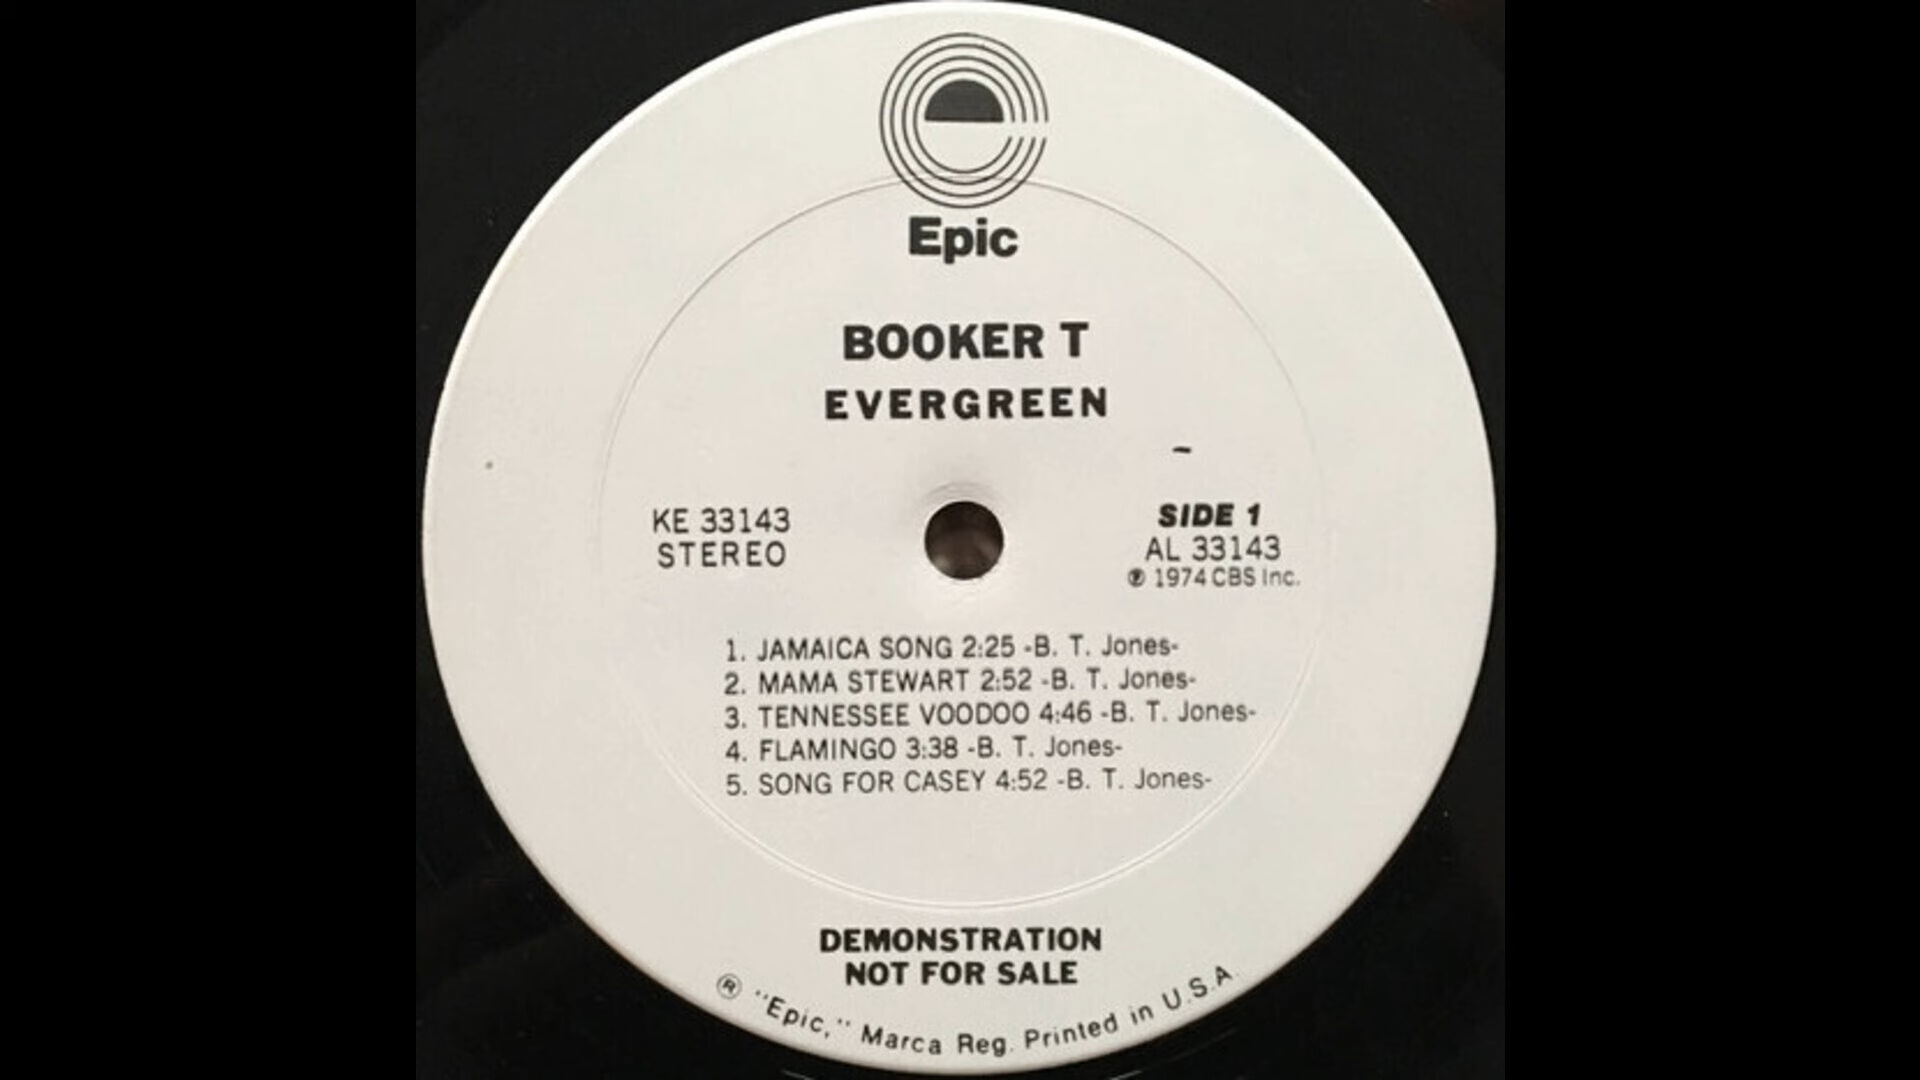 Epic
BOOKER T
EVERGREEN
KE 33143
STEREO
SIDE 1
AL 33143
℗ 1974 CBS Inc.
1. JAMAICA SONG 2:25 -B. T. Jones-
2. MAMA STEWART 2:52 -B. T. Jones-
3. TENNESSEE VOODOO 4:46 -B. T. Jones-
4. FLAMINGO 3:38 -B. T. Jones-
5. SONG FOR CASEY 4:52 -B. T. Jones-
DEMONSTRATION
NOT FOR SALE
® "Epic," Marca Reg. Printed in U.S.A.